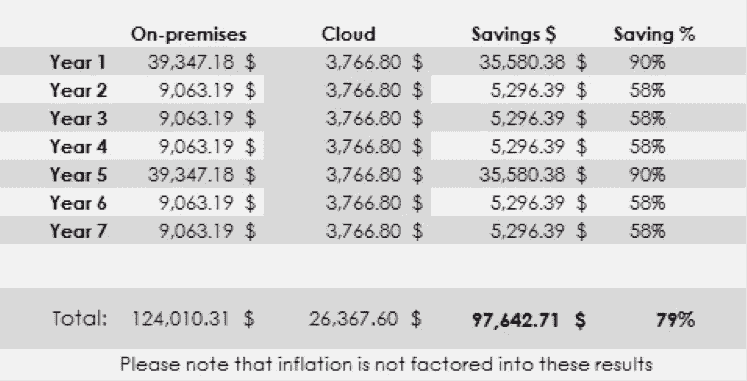 On-premises Cloud Savings $ Saving %
Year 1 39,347.18 $ 3,766.80 $ 35,580.38 $ 90%
Year 2 9,063.19 $ 3,766.80 $ 5,296.39 $ 58%
Year 3 9,063.19 $ 3,766.80 $ 5,296.39 $ 58%
Year 4 9,063.19 $ 3,766.80 $ 5,296.39 $ 58%
Year 5 39,347.18 $ 3,766.80 $ 35,580.38 $ 90%
Year 6 9,063.19 $ 3,766.80 $ 5,296.39 $ 58%
Year 7 9,063.19 $ 3,766.80 $ 5,296.39 $ 58%
Total: 124,010.31 $ 26,367.60 $ 97,642.71 $ 79%
Please note that inflation is not factored into these results